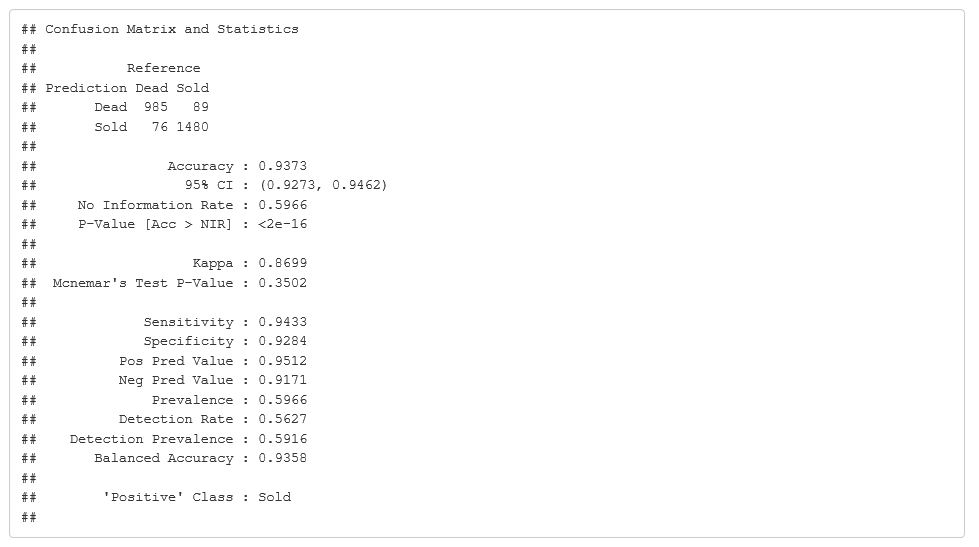 ## Confusion Matrix and Statistics
##
##           Reference
## Prediction Dead Sold
##       Dead  985   89
##       Sold   76 1480
##
##                Accuracy : 0.9373
##                  95% CI : (0.9273, 0.9462)
##     No Information Rate : 0.5966
##     P-Value [Acc > NIR] : <2e-16
##
##                   Kappa : 0.8699
##  Mcnemar's Test P-Value : 0.3502
##
##             Sensitivity : 0.9433
##             Specificity : 0.9284
##          Pos Pred Value : 0.9512
##          Neg Pred Value : 0.9171
##              Prevalence : 0.5966
##          Detection Rate : 0.5627
##    Detection Prevalence : 0.5916
##       Balanced Accuracy : 0.9358
##
##        'Positive' Class : Sold
##